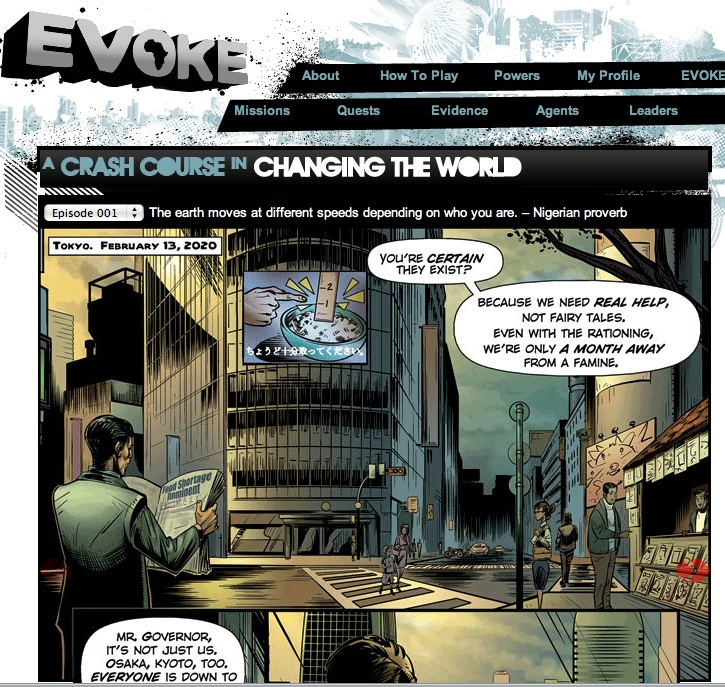 EVOKE
About How To Play Powers My Profile EVOKE
Missions Quests Evidence Agents Leaders
A CRASH COURSE IN CHANGING THE WORLD
Episode 001 The earth moves at different speeds depending on who you are. – Nigerian proverb
TOKYO. FEBRUARY 13, 2020
YOU'RE CERTAIN
THEY EXIST?
BECAUSE WE NEED REAL HELP,
NOT FAIRY TALES.
EVEN WITH THE RATIONING,
WE'RE ONLY A MONTH AWAY
FROM A FAMINE.
2
1
ちょうど十分取ってください。
Food Shortage
Imminent
MR. GOVERNOR,
IT'S NOT JUST US.
OSAKA, KYOTO, TOO.
EVERYONE IS DOWN TO